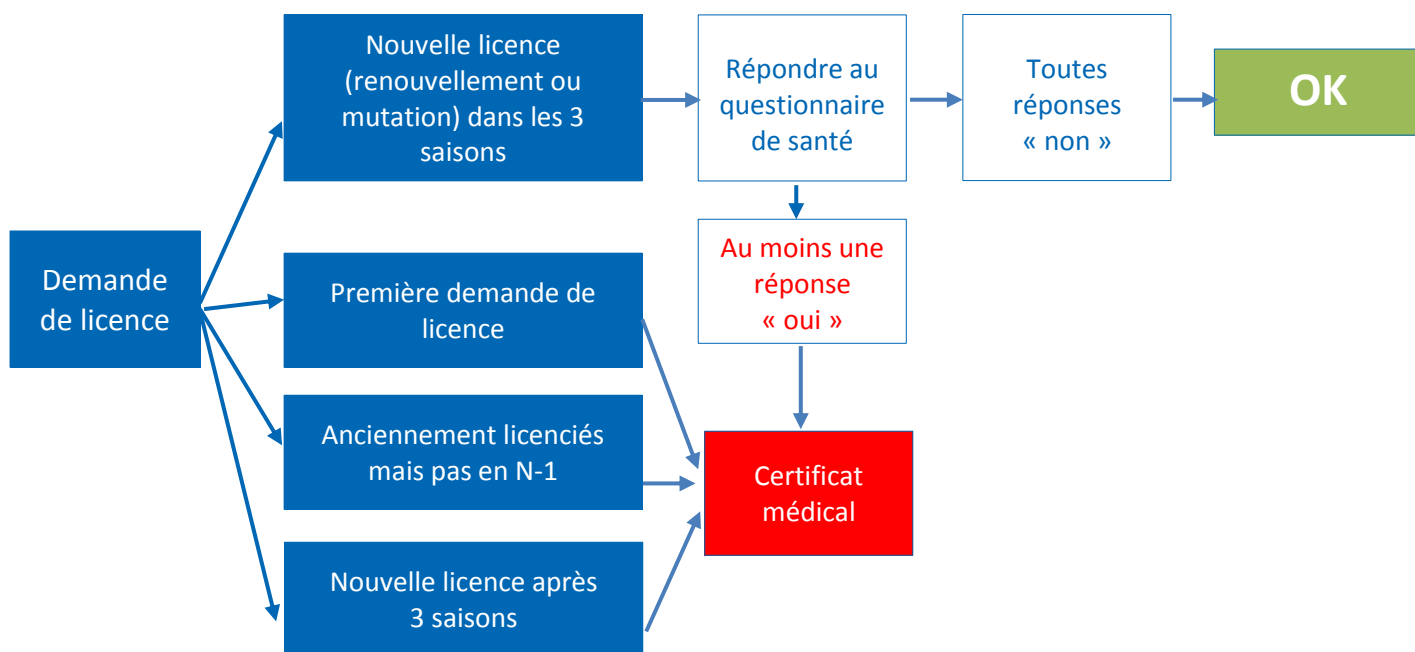 Nouvelle licence
(renouvellement ou
mutation) dans les 3
saisons
Répondre au
questionnaire
de santé
Toutes
réponses
« non »
OK
Au moins une
réponse
« oui »
Demande
de licence
Première demande de
licence
Anciennement licenciés
mais pas en N-1
Certificat
médical
Nouvelle licence après
3 saisons